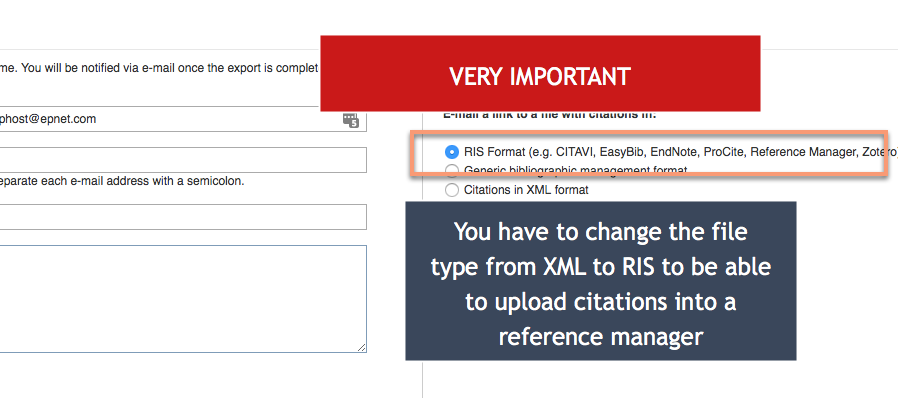 VERY IMPORTANT
me. You will be notified via e-mail once the export is complet
E-mail a link to a file with citations in:
phost@epnet.com
5
RIS Format (e.g. CITAVI, EasyBib, EndNote, ProCite, Reference Manager, Zotero)
Generic bibliographic management format
eparate each e-mail address with a semicolon.
Citations in XML format
You have to change the file
type from XML to RIS to be able
to upload citations into a
reference manager